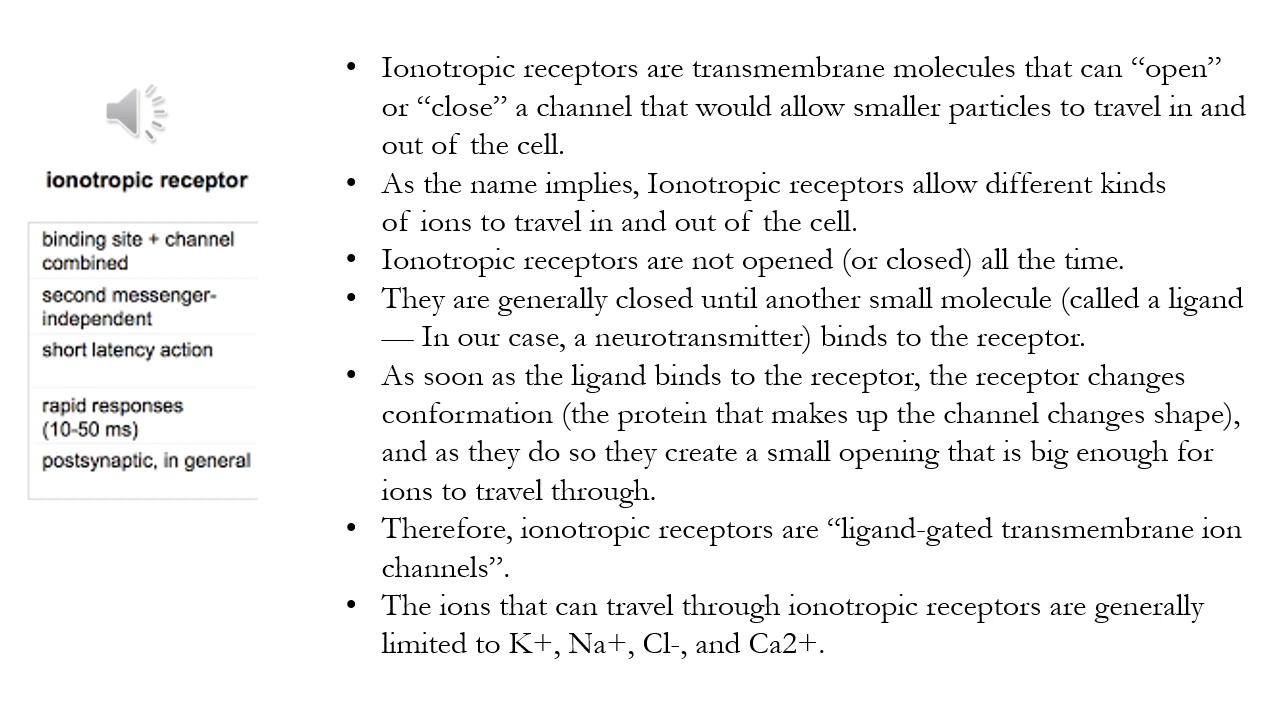 ionotropic receptor
binding site + channel
combined
second messenger-
independent
short latency action
rapid responses
(10-50 ms)
postsynaptic, in general
• Ionotropic receptors are transmembrane molecules that can “open”
or “close” a channel that would allow smaller particles to travel in and
out of the cell.
• As the name implies, Ionotropic receptors allow different kinds
of ions to travel in and out of the cell.
• Ionotropic receptors are not opened (or closed) all the time.
• They are generally closed until another small molecule (called a ligand
— In our case, a neurotransmitter) binds to the receptor.
• As soon as the ligand binds to the receptor, the receptor changes
conformation (the protein that makes up the channel changes shape),
and as they do so they create a small opening that is big enough for
ions to travel through.
• Therefore, ionotropic receptors are “ligand-gated transmembrane ion
channels”.
• The ions that can travel through ionotropic receptors are generally
limited to K+, Na+, Cl-, and Ca2+.